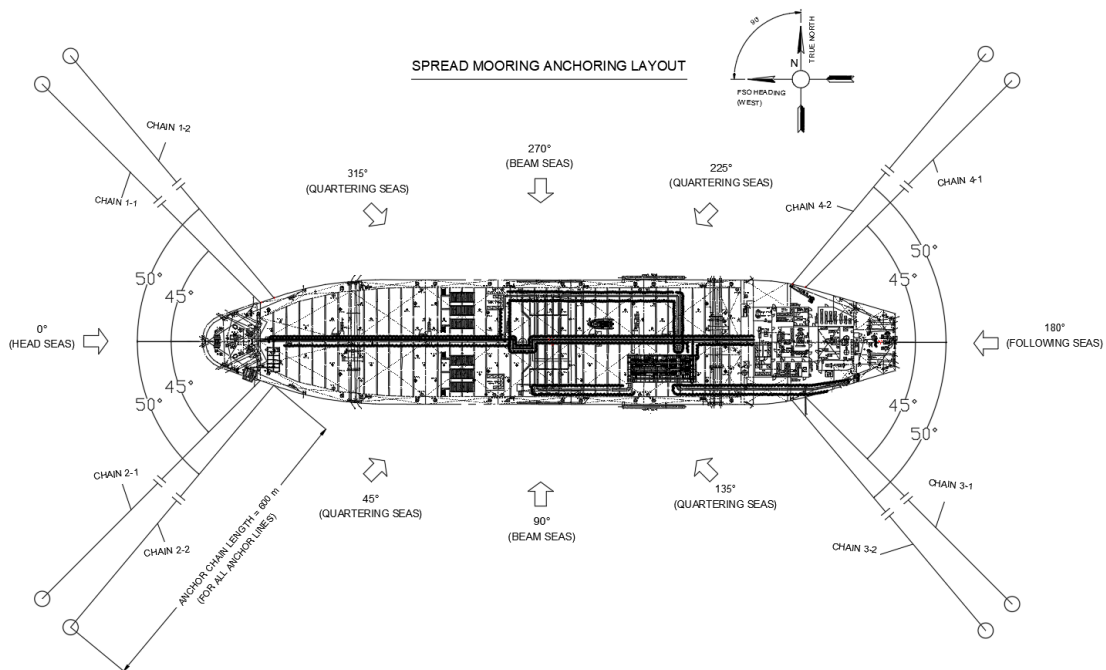 90°
TRUE NORTH
N
FSO HEADING
(WEST)
SPREAD MOORING ANCHORING LAYOUT
CHAIN 1-2
CHAIN 1-1
315°
(QUARTERING SEAS)
270°
(BEAM SEAS)
225°
(QUARTERING SEAS)
CHAIN 4-1
CHAIN 4-2
50°
45°
50°
45°
0°
(HEAD SEAS)
180°
(FOLLOWING SEAS)
45°
50°
45°
50°
CHAIN 2-1
CHAIN 2-2
ANCHOR CHAIN LENGTH = 600 m
(FOR ALL ANCHOR LINES)
45°
(QUARTERING SEAS)
90°
(BEAM SEAS)
135°
(QUARTERING SEAS)
CHAIN 3-1
CHAIN 3-2